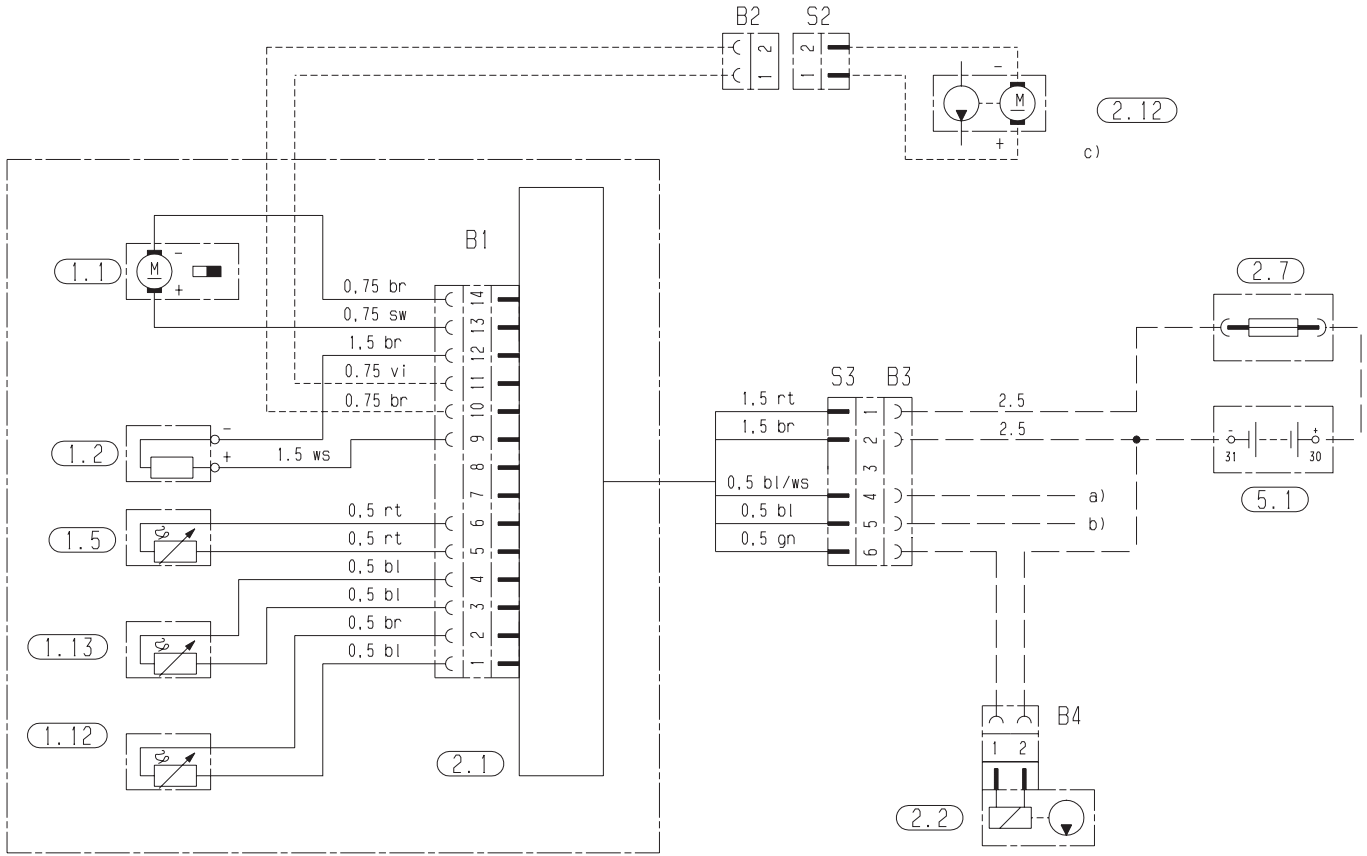 B2 S2
2 2
1 1
-
M
+
2.12
c)
1.1
M
-
+
B1
0,75 br 14
0,75 sw 13
1,5 br 12
0.75 vi 11
0.75 br 10
9
8
7
0,5 rt 6
0,5 rt 5
0,5 bl 4
0,5 bl 3
0,5 br 2
0,5 bl 1
1.2
-
+
1.5 ws
1.5
1.13
1.12
2.1
S3 B3
1,5 rt 1 2.5
1,5 br 2 2.5
3
0,5 bl/ws 4 a)
0,5 bl 5 b)
0,5 gn 6
2.7
- +
31 30
5.1
B4
1 2
2.2